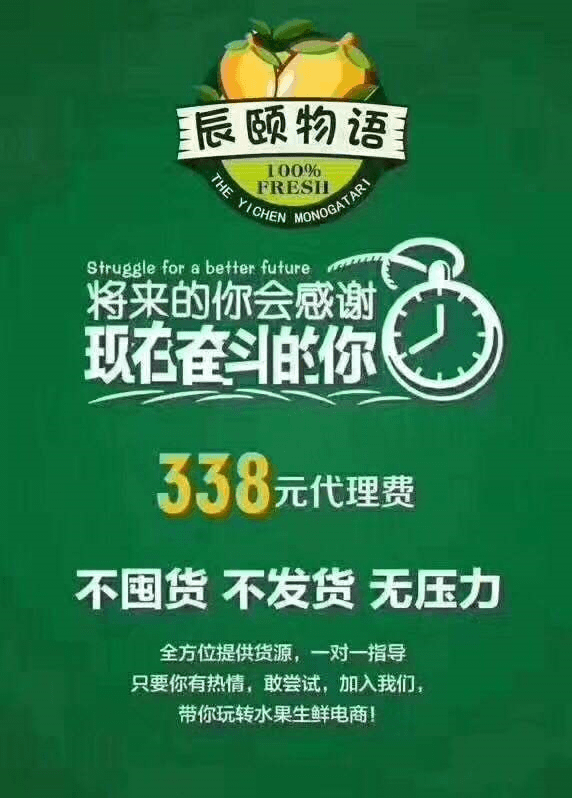 辰颐物语
100%
FRESH
THE YICHEN MONOGATARI
Struggle for a better future
将来的你会感谢
现在奋斗的你
338元代理费
不囤货 不发货 无压力
全方位提供货源，一对一指导
只要你有热情，敢尝试，加入我们，
带你玩转水果生鲜电商！